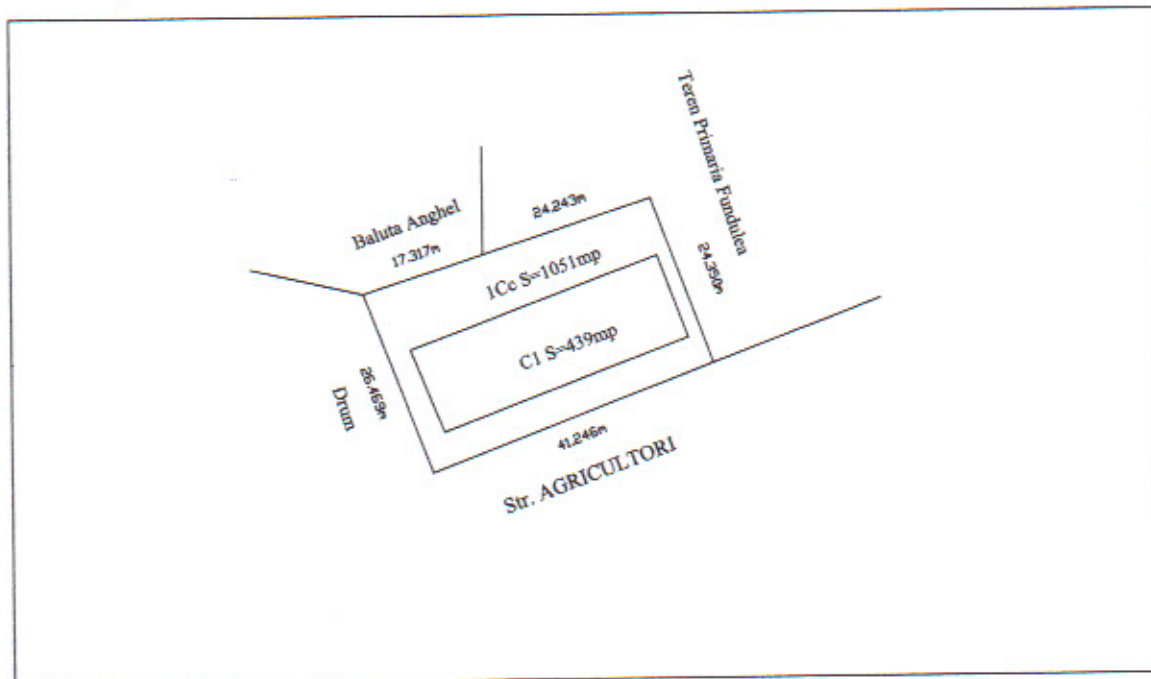 Teren Primaria Fundulea
Baluta Anghel
24.243m
17.317m
1Cc S=1051mp
24.350m
C1 S=439mp
26.469m
Drum
41.246m
Str. AGRICULTORI